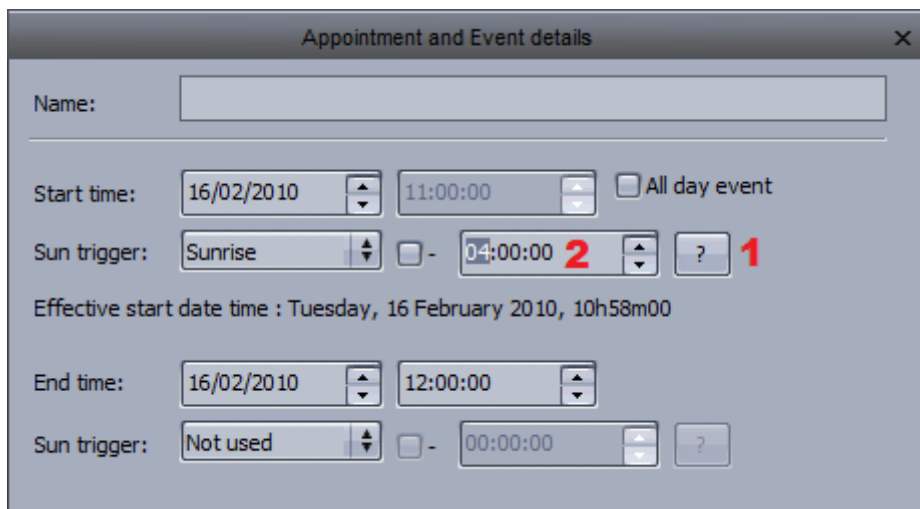 Appointment and Event details
Name:
Start time: 16/02/2010 11:00:00 All day event
Sun trigger: Sunrise - 04:00:00 2 ? 1
Effective start date time : Tuesday, 16 February 2010, 10h58m00
End time: 16/02/2010 12:00:00
Sun trigger: Not used - 00:00:00 ?